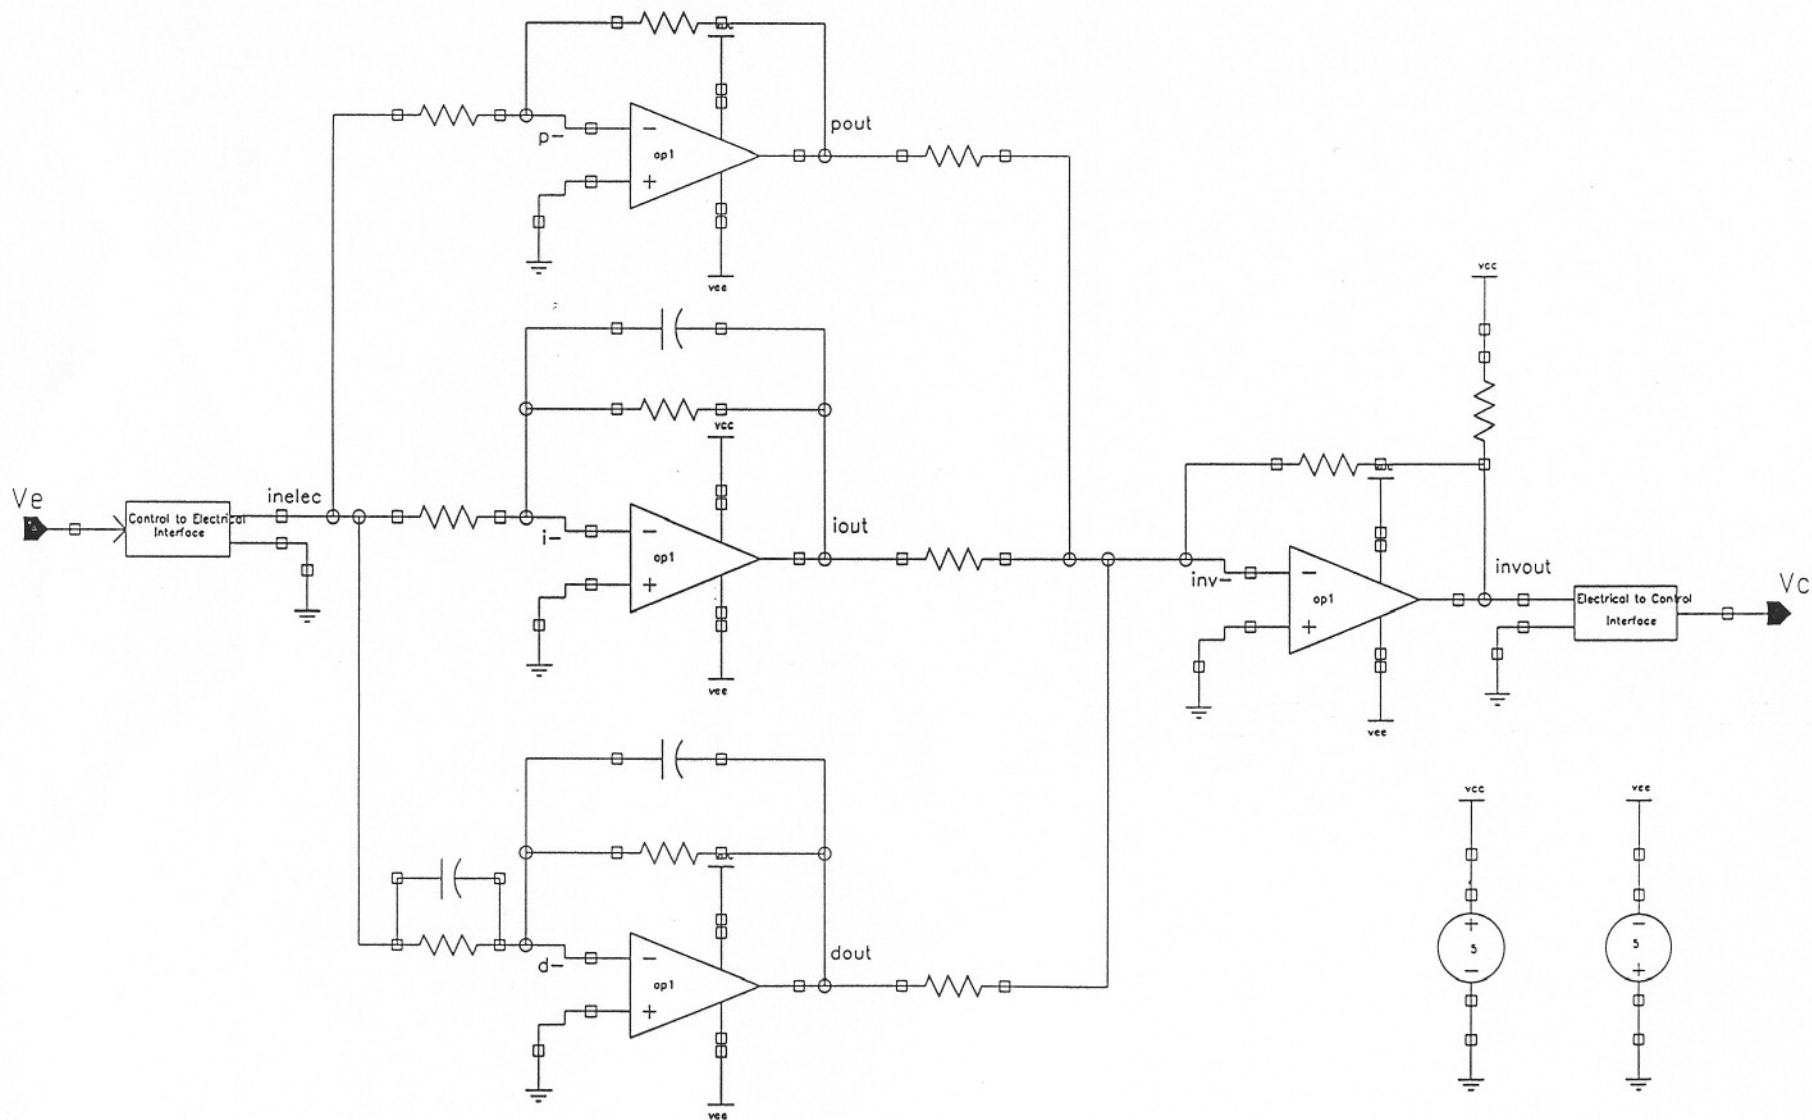 p-
op1
pout
vee
vcc
vcc
Ve
Control to Electrical
Interface
inelec
i-
op1
iout
vee
inv-
op1
invout
Electrical to Control
Interface
Vc
vee
d-
op1
dout
vee
vcc
5
vee
5